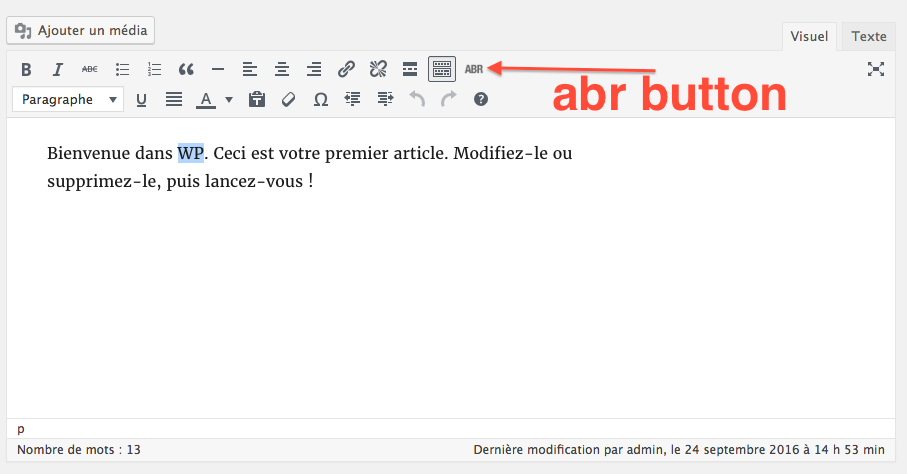 Ajouter un média
Visuel
Texte
B I ABC ABR
abr button
Paragraphe U A Ω ?
Bienvenue dans WP. Ceci est votre premier article. Modifiez-le ou
supprimez-le, puis lancez-vous !
p
Nombre de mots : 13
Dernière modification par admin, le 24 septembre 2016 à 14 h 53 min